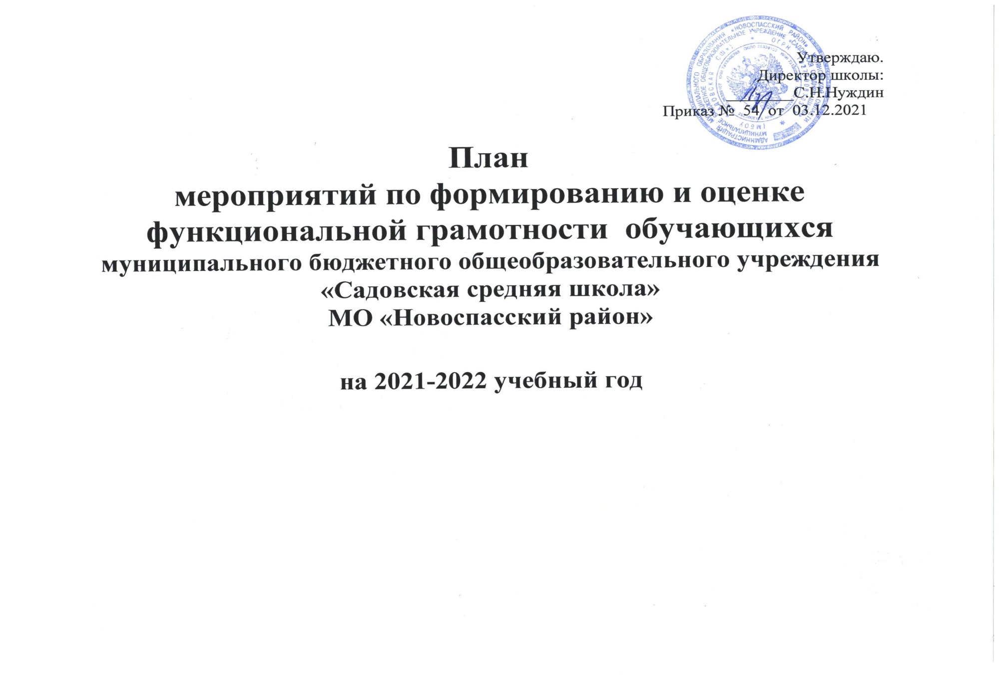 Утверждаю.
Директор школы:
С.Н.Нуждин
Приказ № 54 от 03.12.2021
План
мероприятий по формированию и оценке
функциональной грамотности обучающихся
муниципального бюджетного общеобразовательного учреждения
«Садовская средняя школа»
МО «Новоспасский район»
на 2021-2022 учебный год